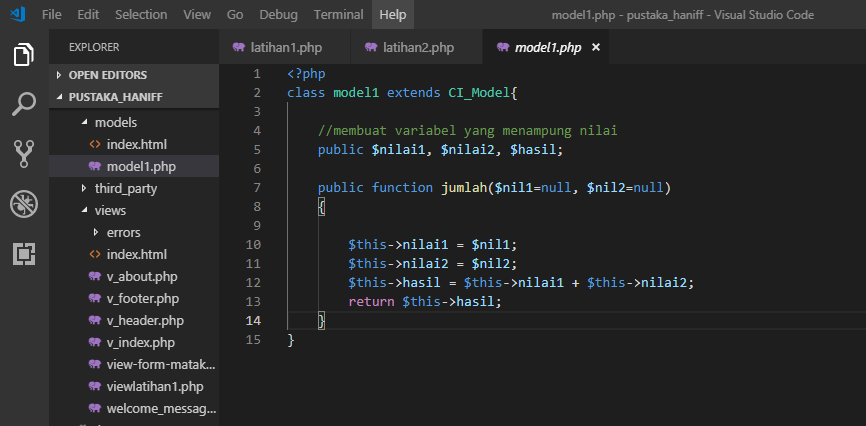 File Edit Selection View Go Debug Terminal Help model1.php - pustaka_haniff - Visual Studio Code
EXPLORER
OPEN EDITORS
PUSTAKA_HANIFF
models
index.html
model1.php
third_party
views
errors
index.html
v_about.php
v_footer.php
v_header.php
v_index.php
view-form-matak...
viewlatihan1.php
welcome_messag...
latihan1.php latihan2.php model1.php ×
1 <?php
2 class model1 extends CI_Model{
3
4 //membuat variabel yang menampung nilai
5 public $nilai1, $nilai2, $hasil;
6
7 public function jumlah($nil1=null, $nil2=null)
8 {
9
10 $this->nilai1 = $nil1;
11 $this->nilai2 = $nil2;
12 $this->hasil = $this->nilai1 + $this->nilai2;
13 return $this->hasil;
14 }
15 }